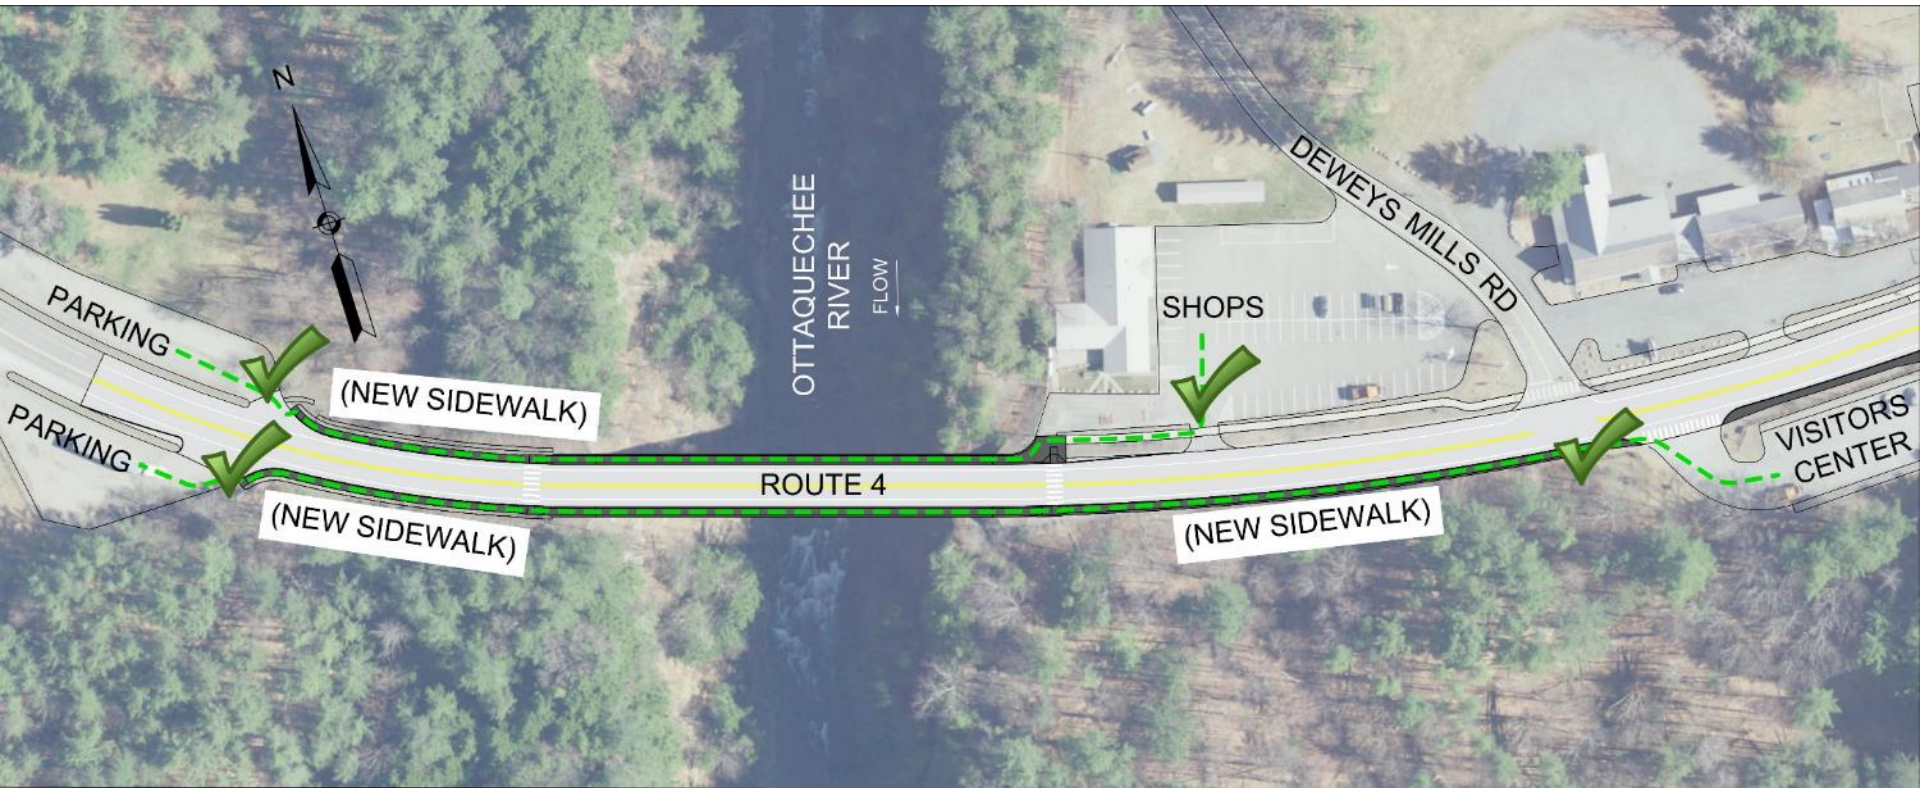 N
PARKING
(NEW SIDEWALK)
PARKING
(NEW SIDEWALK)
OTTAQUECHEE
RIVER
FLOW
ROUTE 4
SHOPS
DEWEYS MILLS RD
(NEW SIDEWALK)
VISITORS
CENTER